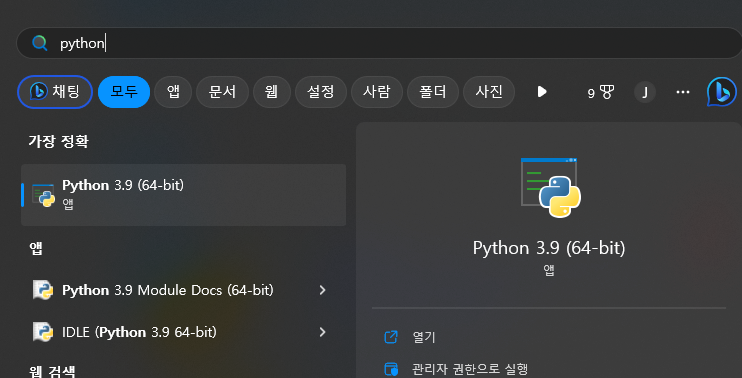 python
채팅 모두 앱 문서 웹 설정 사람 폴더 사진 9 J
가장 정확
Python 3.9 (64-bit)
앱
앱
Python 3.9 Module Docs (64-bit)
IDLE (Python 3.9 64-bit)
웹 검색
Python 3.9 (64-bit)
앱
열기
관리자 권한으로 실행